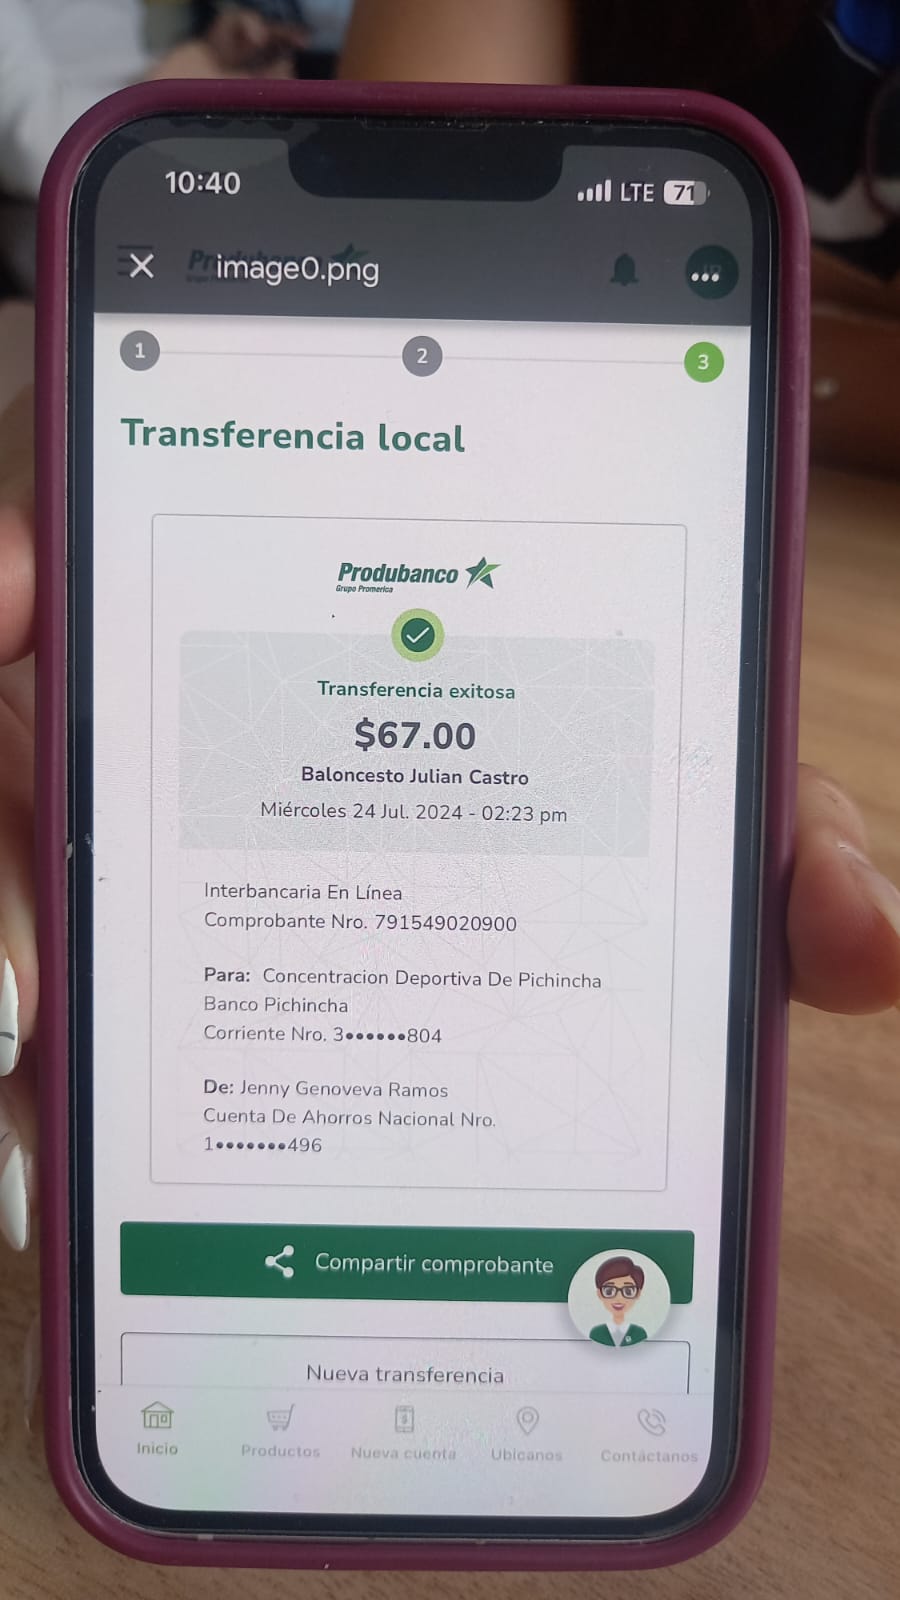 10:40
LTE 71
image0.png
1
2
3
Transferencia local
Produbanco
Grupo Promerica
Transferencia exitosa
$67.00
Baloncesto Julian Castro
Miércoles 24 Jul. 2024 - 02:23 pm
Interbancaria En Línea
Comprobante Nro. 791549020900
Para: Concentracion Deportiva De Pichincha
Banco Pichincha
Corriente Nro. 3••••••804
De: Jenny Genoveva Ramos
Cuenta De Ahorros Nacional Nro.
1•••••••496
Compartir comprobante
Nueva transferencia
Inicio
Productos
Nueva cuenta
Ubícanos
Contáctanos